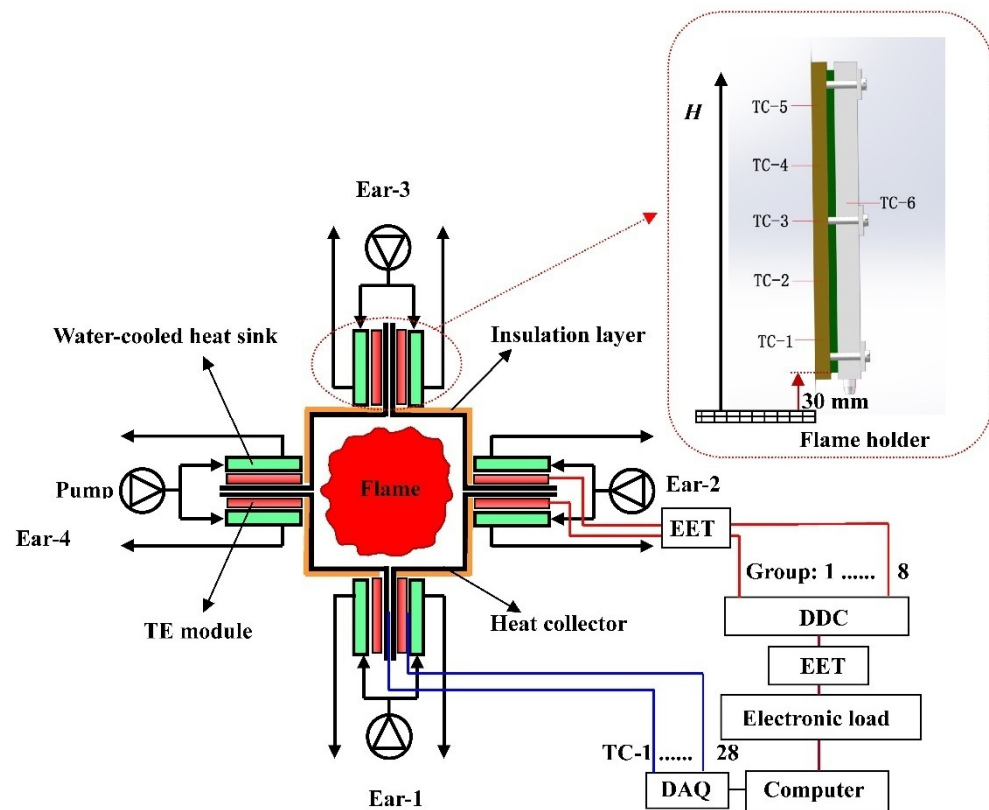 H
TC-5
TC-4
TC-3
TC-6
TC-2
TC-1
30 mm
Flame holder
Ear-3
Water-cooled heat sink
Insulation layer
Pump
Flame
Ear-2
Ear-4
EET
Group: 1 ...... 8
TE module
Heat collector
DDC
EET
Electronic load
TC-1 ...... 28
DAQ
Computer
Ear-1